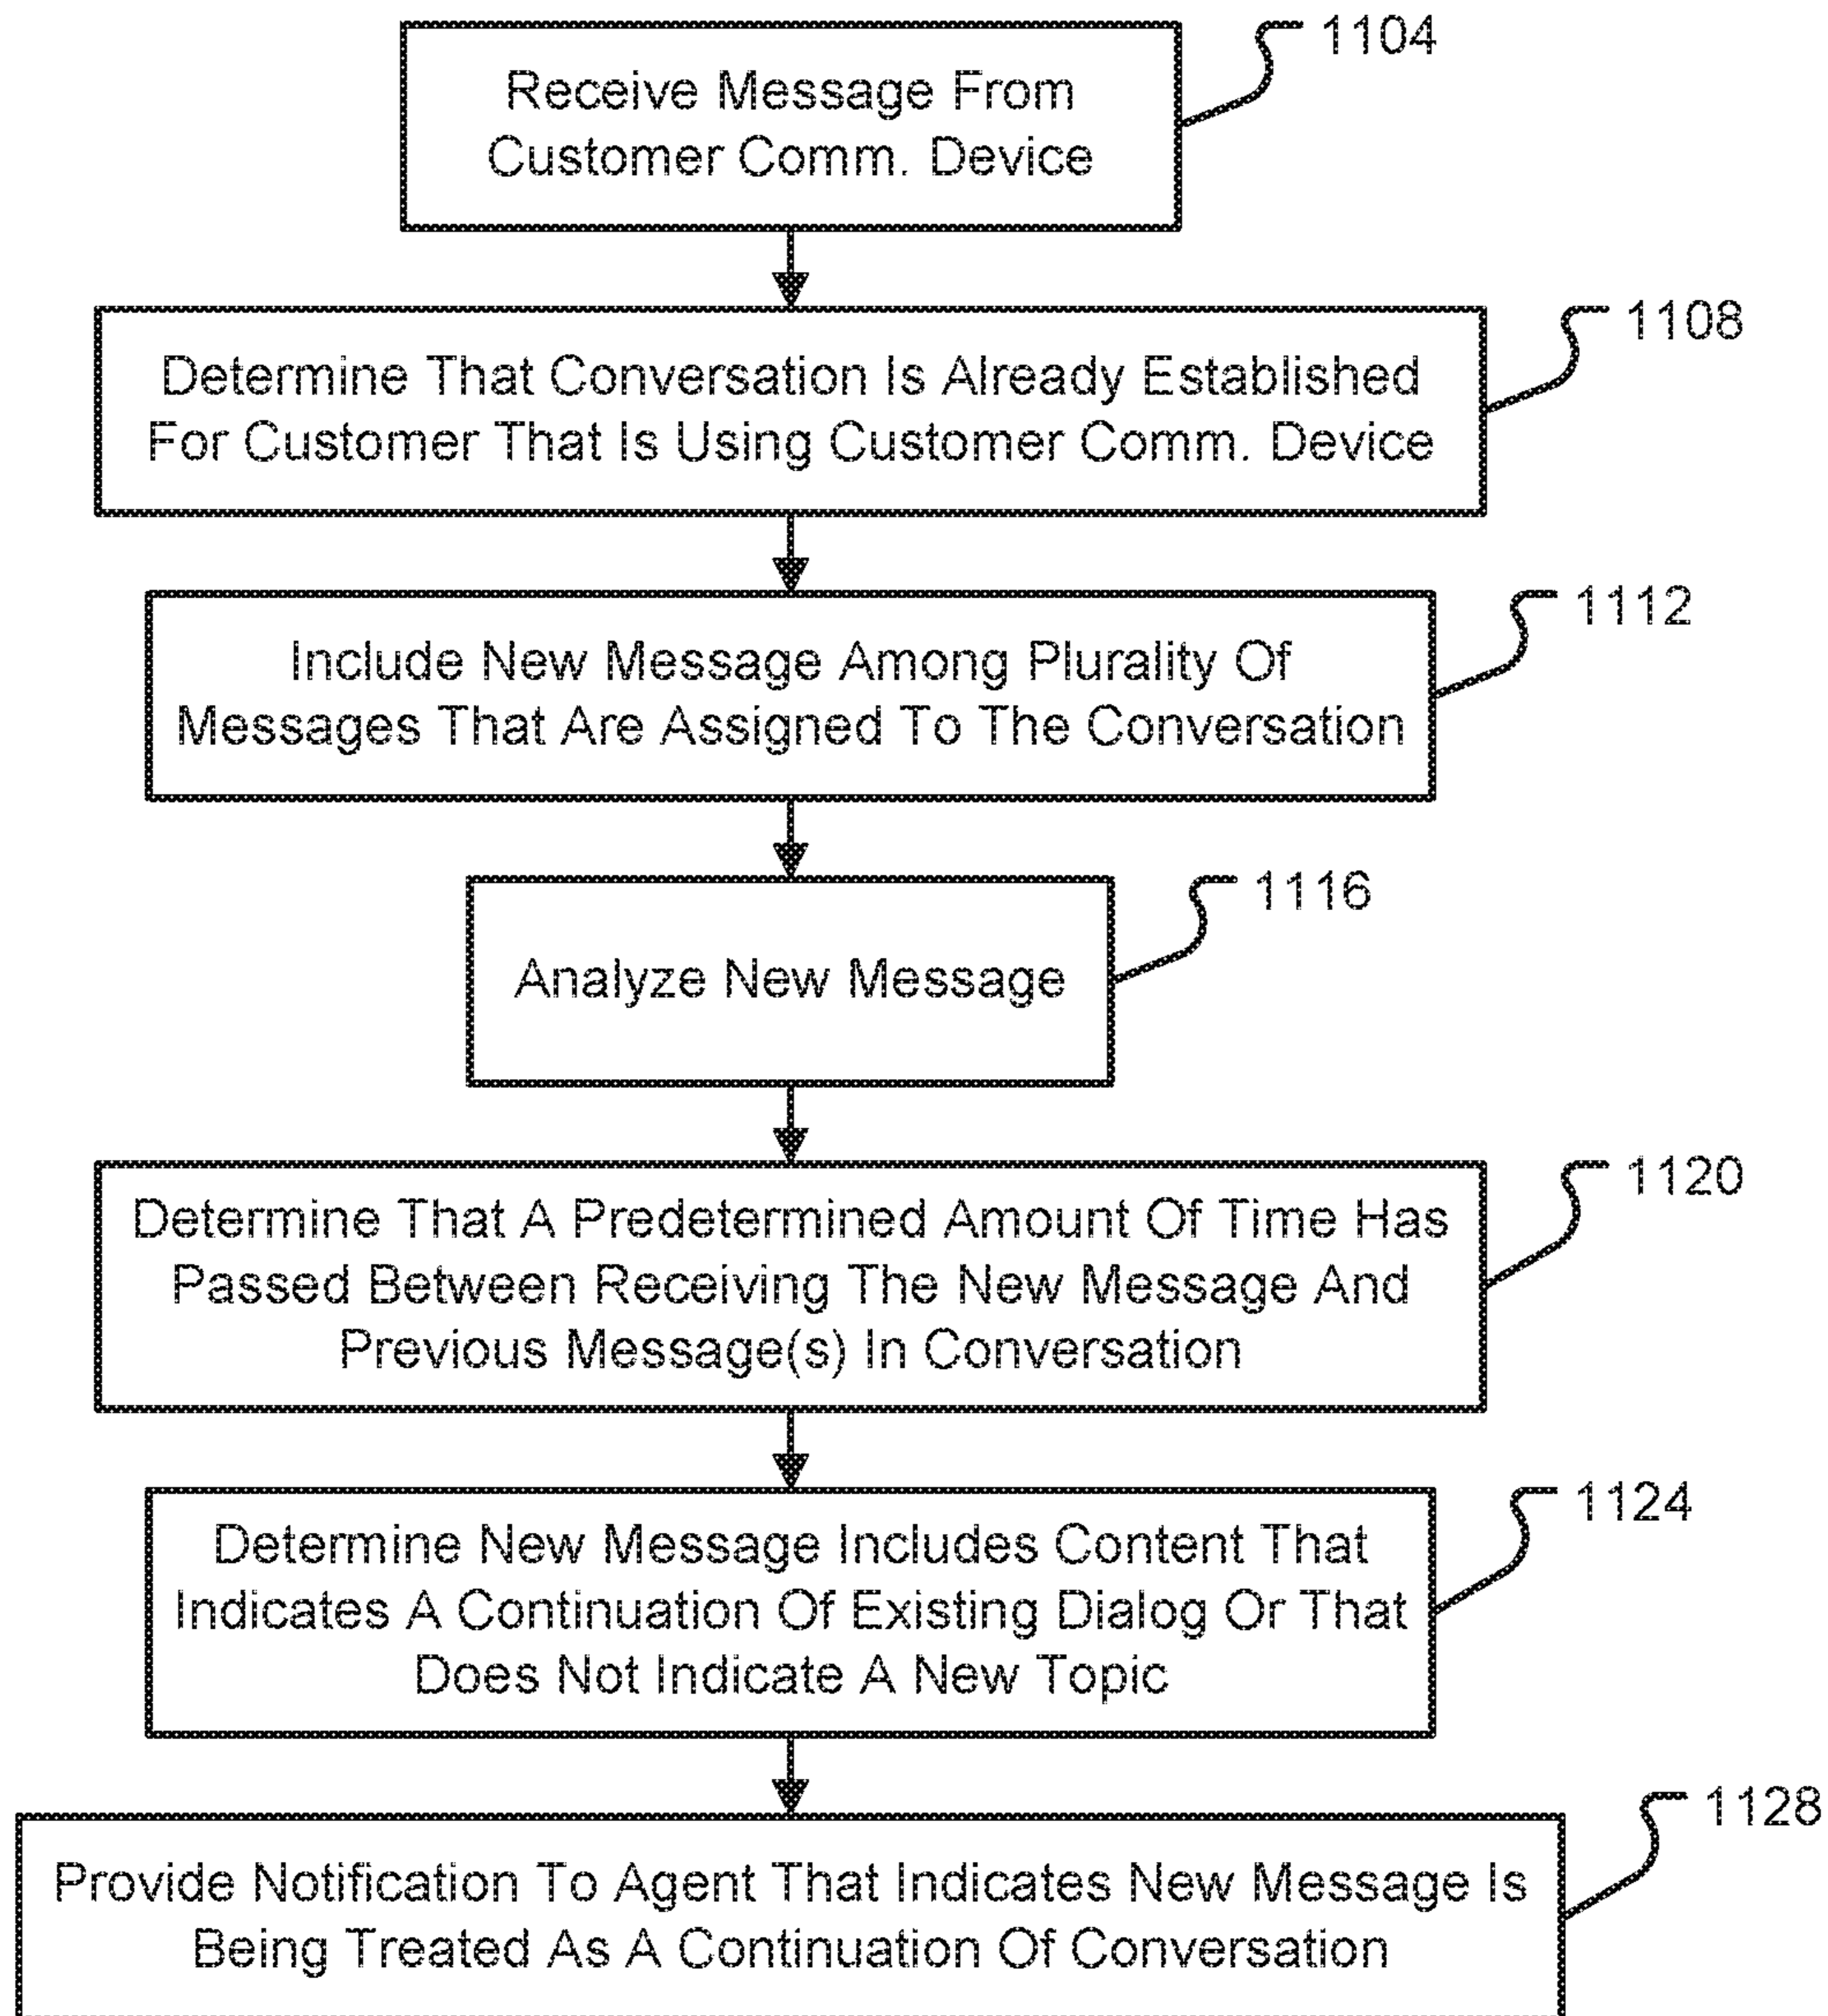 1104
Receive Message From
Customer Comm. Device
1108
Determine That Conversation Is Already Established
For Customer That Is Using Customer Comm. Device
1112
Include New Message Among Plurality Of
Messages That Are Assigned To The Conversation
1116
Analyze New Message
1120
Determine That A Predetermined Amount Of Time Has
Passed Between Receiving The New Message And
Previous Message(s) In Conversation
1124
Determine New Message Includes Content That
Indicates A Continuation Of Existing Dialog Or That
Does Not Indicate A New Topic
1128
Provide Notification To Agent That Indicates New Message Is
Being Treated As A Continuation Of Conversation